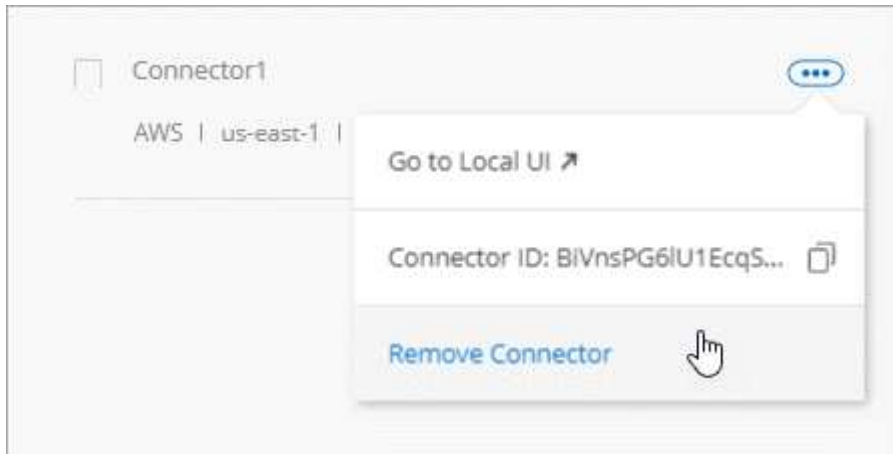 Connector1
AWS | us-east-1 |
Go to Local UI
Connector ID: BiVnsPG6lU1EcqS...
Remove Connector